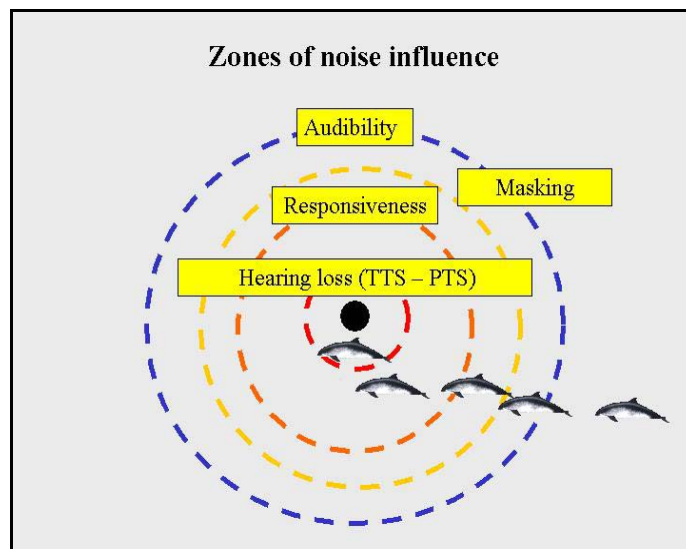 Zones of noise influence
Audibility
Masking
Responsiveness
Hearing loss (TTS – PTS)